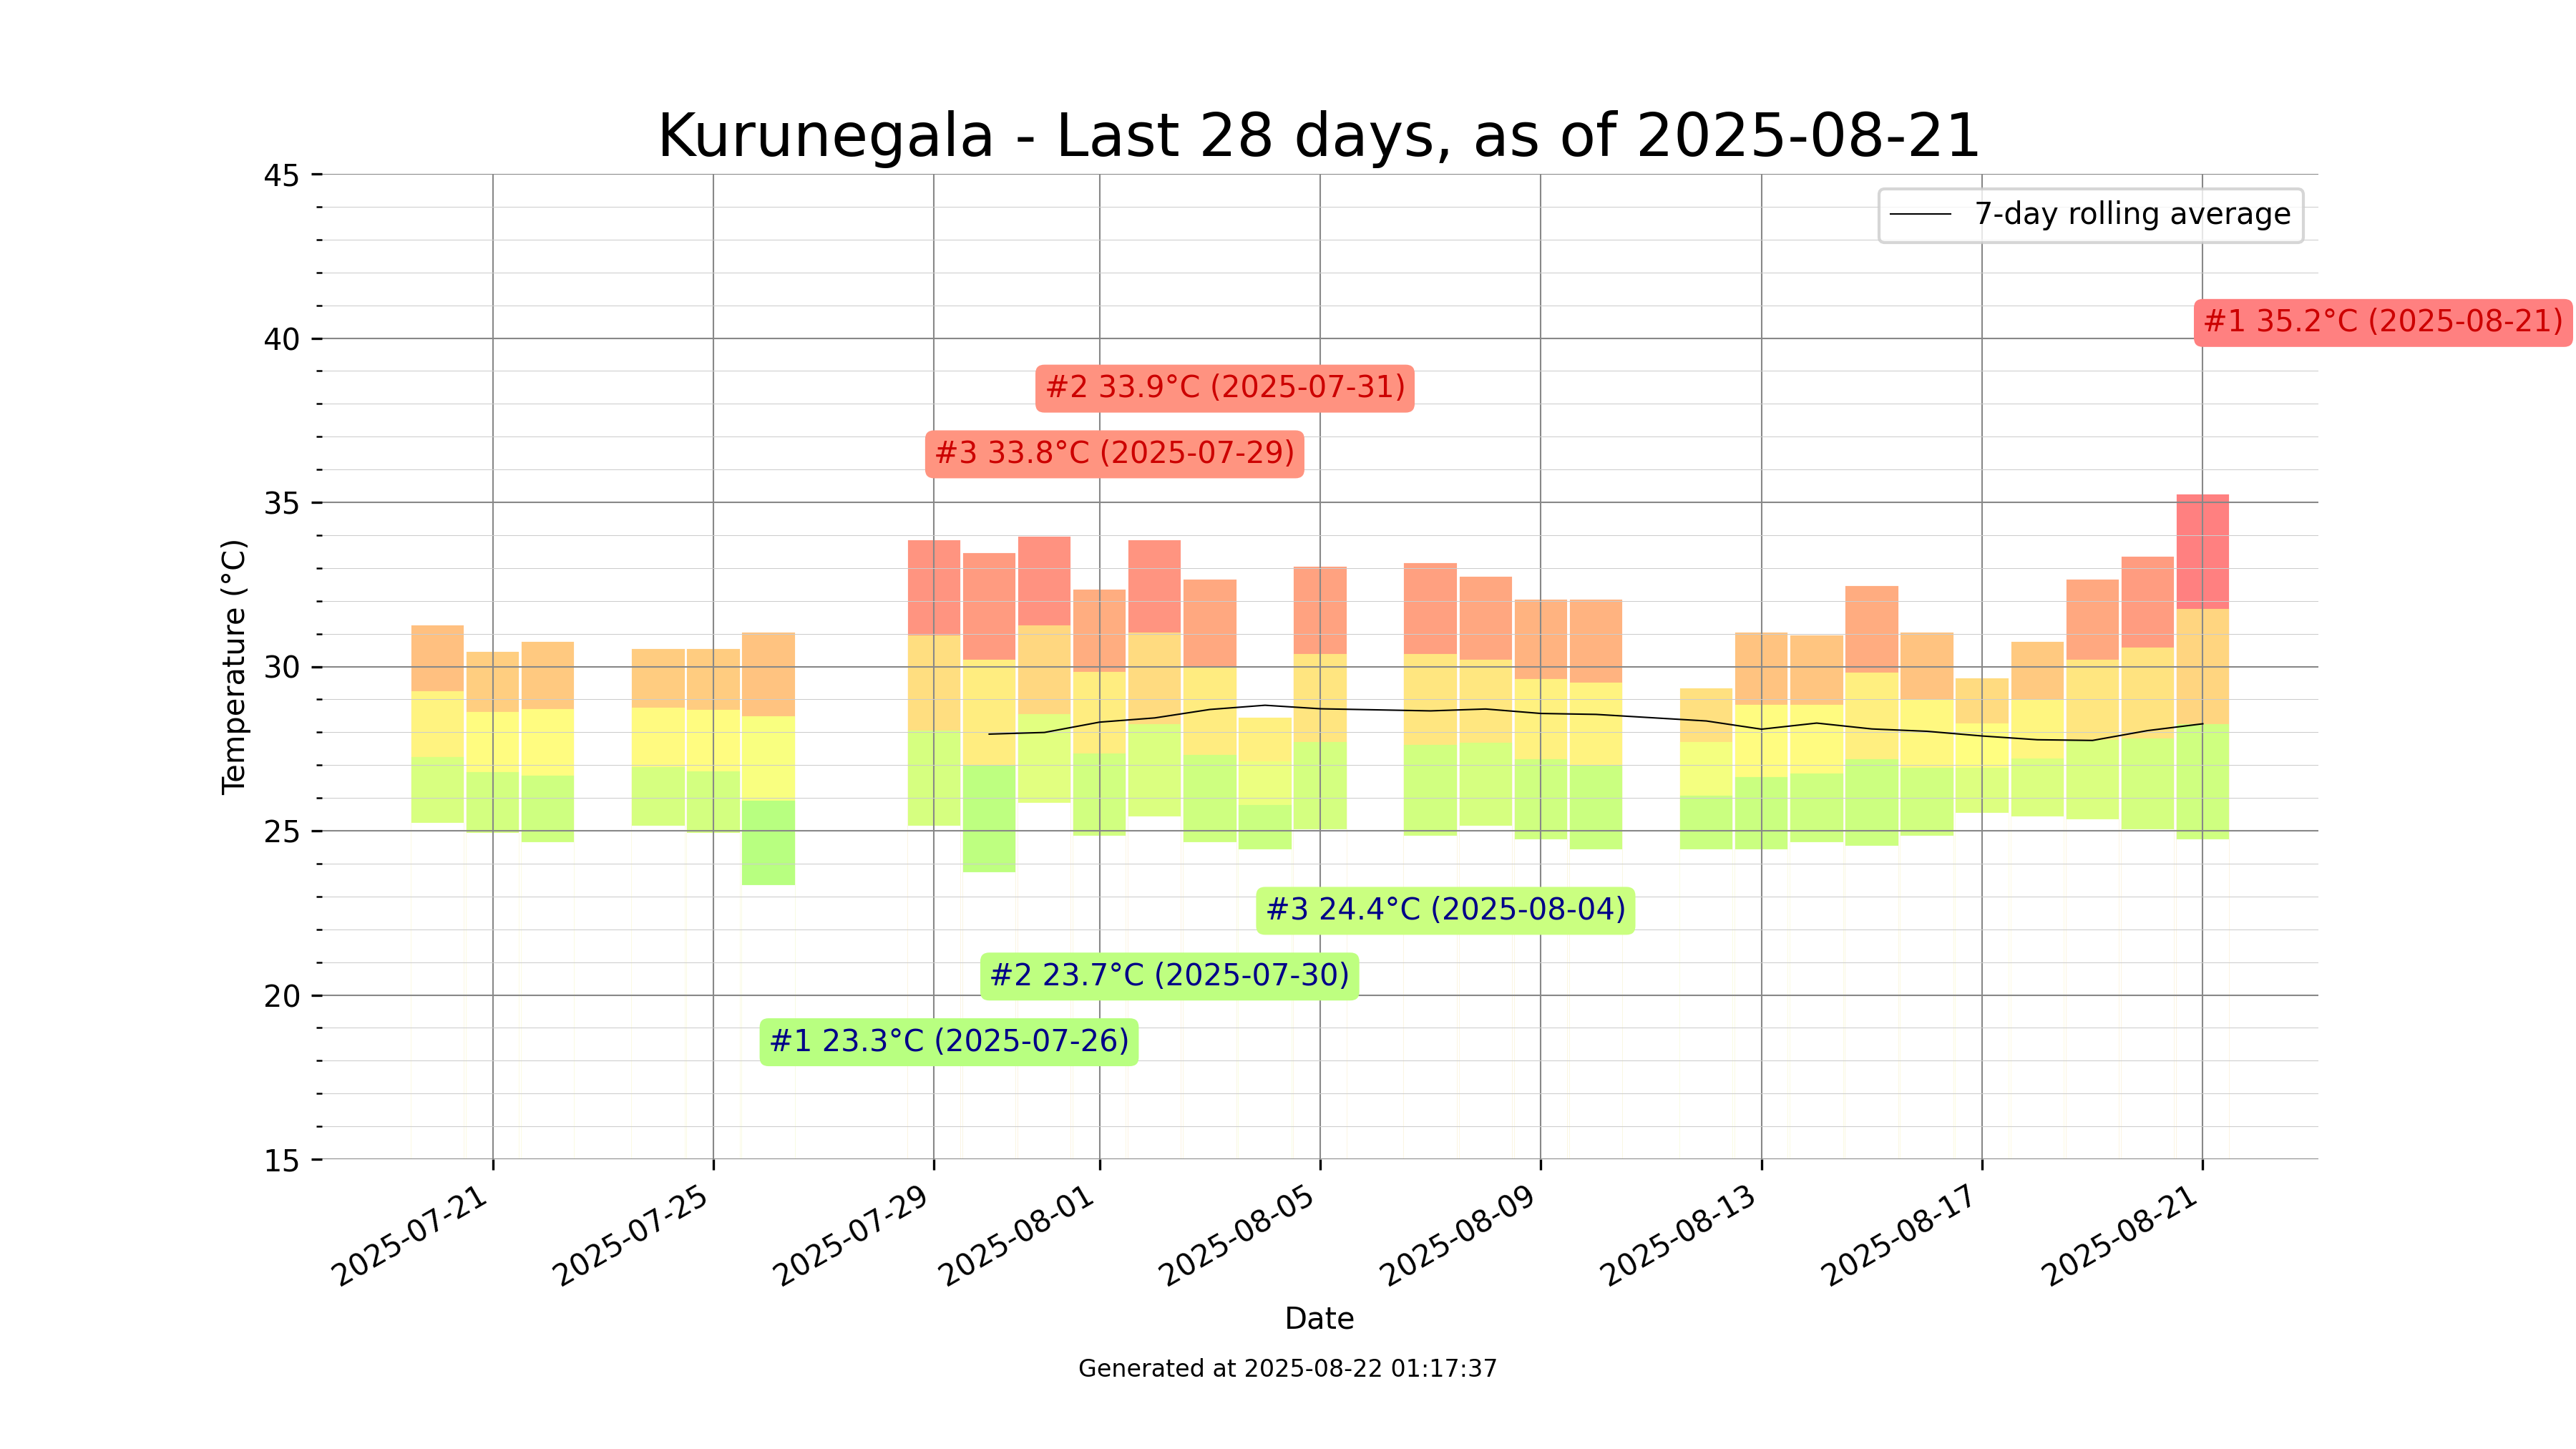 Kurunegala - Last 28 days, as of 2025-08-21
45
7-day rolling average
#1 35.2°C (2025-08-21)
40
#2 33.9°C (2025-07-31)
#3 33.8°C (2025-07-29)
35
Temperature (°C)
30
25
#3 24.4°C (2025-08-04)
#2 23.7°C (2025-07-30)
20
#1 23.3°C (2025-07-26)
15
2025-07-21
2025-07-25
2025-07-29
2025-08-01
2025-08-05
2025-08-09
2025-08-13
2025-08-17
2025-08-21
Date
Generated at 2025-08-22 01:17:37